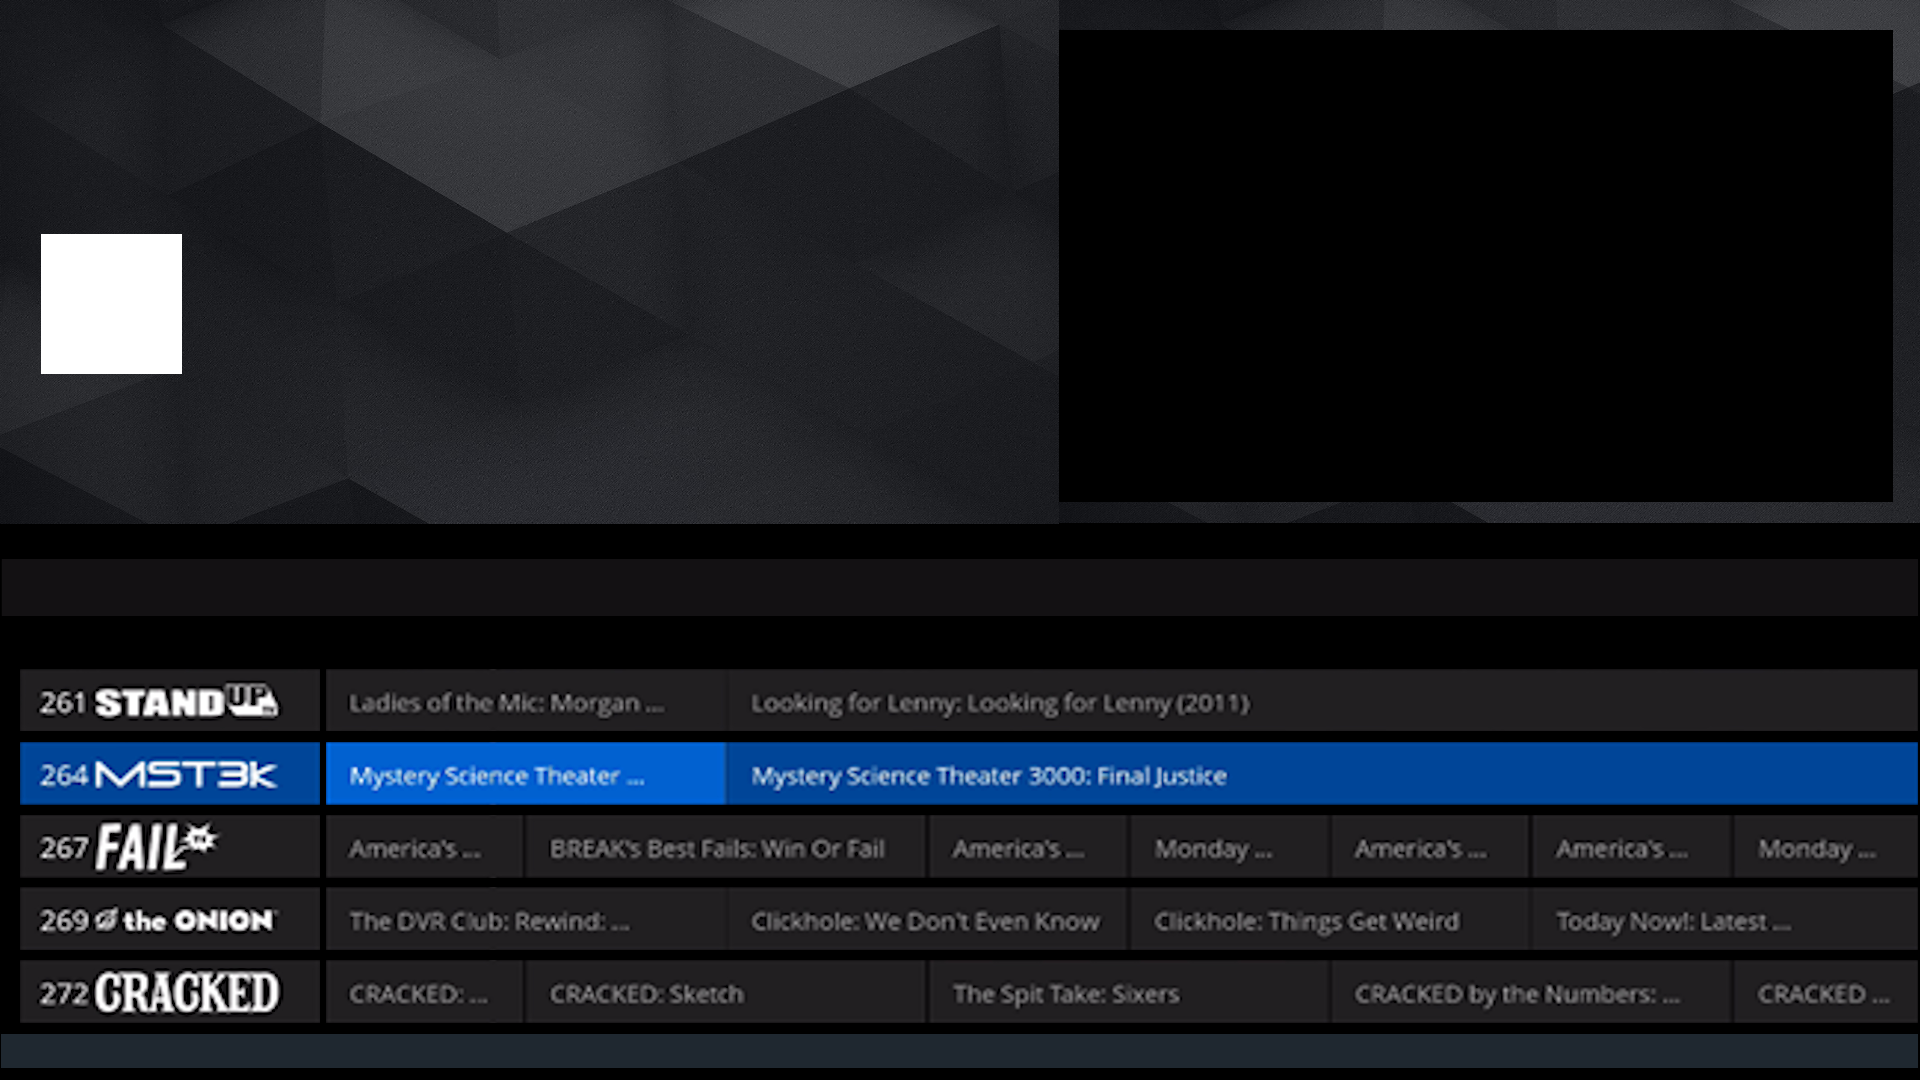 261 STAND UP Ladies of the Mic: Morgan ... Looking for Lenny: Looking for Lenny (2011)
264 MST3K Mystery Science Theater ... Mystery Science Theater 3000: Final Justice
267 FAIL America's ... BREAK's Best Fails: Win Or Fail America's ... Monday ... America's ... America's ... Monday ...
269 the ONION The DVR Club: Rewind: ... Clickhole: We Don't Even Know Clickhole: Things Get Weird Today Now!: Latest ...
272 CRACKED CRACKED: ... CRACKED: Sketch The Spit Take: Sixers CRACKED by the Numbers: ... CRACKED ...